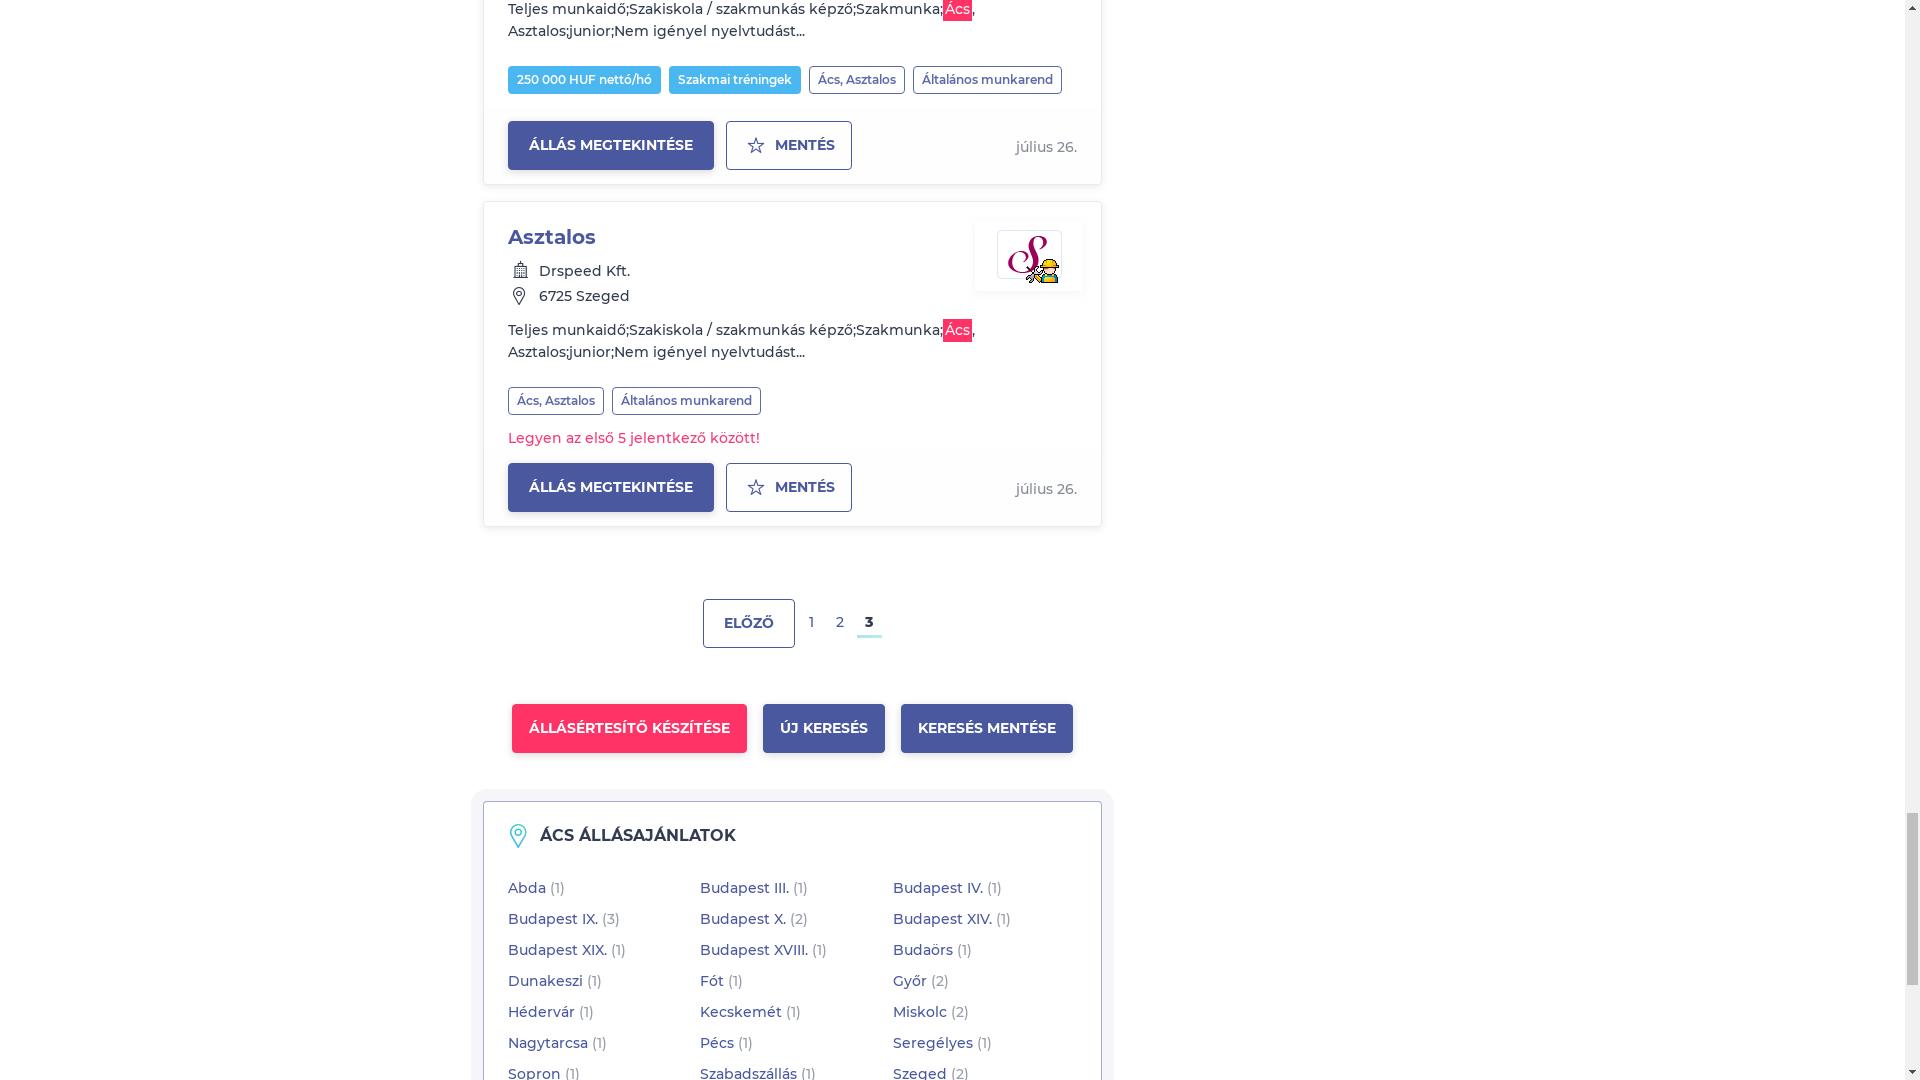 Teljes munkaidő;Szakiskola / szakmunkás képző;Szakmunka;Ács,
Asztalos;junior;Nem igényel nyelvtudást...
250 000 HUF nettó/hó Szakmai tréningek Ács, Asztalos Általános munkarend
ÁLLÁS MEGTEKINTÉSE MENTÉS július 26.
Asztalos
Drspeed Kft.
6725 Szeged
Teljes munkaidő;Szakiskola / szakmunkás képző;Szakmunka;Ács,
Asztalos;junior;Nem igényel nyelvtudást...
Ács, Asztalos Általános munkarend
Legyen az első 5 jelentkező között!
ÁLLÁS MEGTEKINTÉSE MENTÉS július 26.
ELŐZŐ 1 2 3
ÁLLÁSÉRTESÍTŐ KÉSZÍTÉSE ÚJ KERESÉS KERESÉS MENTÉSE
ÁCS ÁLLÁSAJÁNLATOK
Abda (1) Budapest III. (1) Budapest IV. (1)
Budapest IX. (3) Budapest X. (2) Budapest XIV. (1)
Budapest XIX. (1) Budapest XVIII. (1) Budaörs (1)
Dunakeszi (1) Fót (1) Győr (2)
Hédervár (1) Kecskemét (1) Miskolc (2)
Nagytarcsa (1) Pécs (1) Seregélyes (1)
Sopron (1) Szabadszállás (1) Szeged (2)